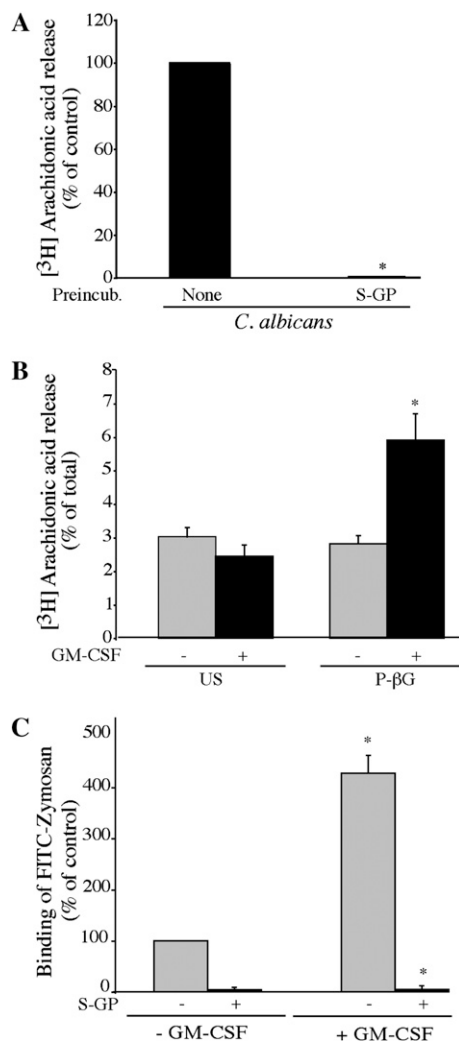 A
[³H] Arachidonic acid release
(% of control)
120
100
80
60
40
20
0
*
Preincub. None S-GP
C. albicans
B
[³H] Arachidonic acid release
(% of total)
8
7
6
5
4
3
2
1
0
*
GM-CSF - + - +
US P-βG
C
Binding of FITC-Zymosan
(% of control)
500
400
300
200
100
0
*
*
S-GP - + - +
- GM-CSF + GM-CSF